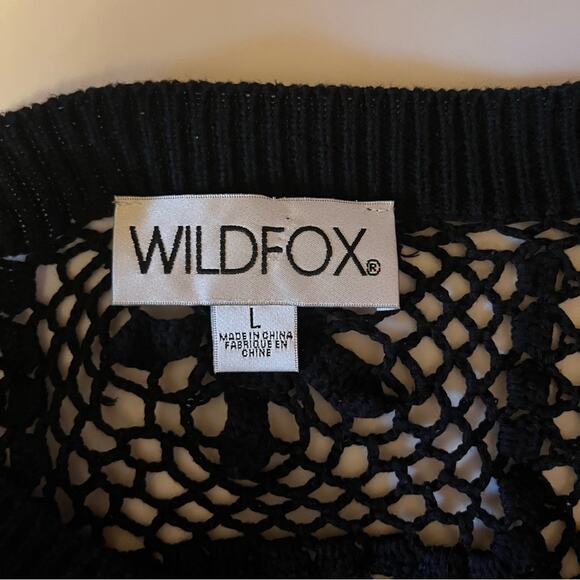 WILDFOX®
L
MADE IN CHINA
FABRIQUE EN
CHINE